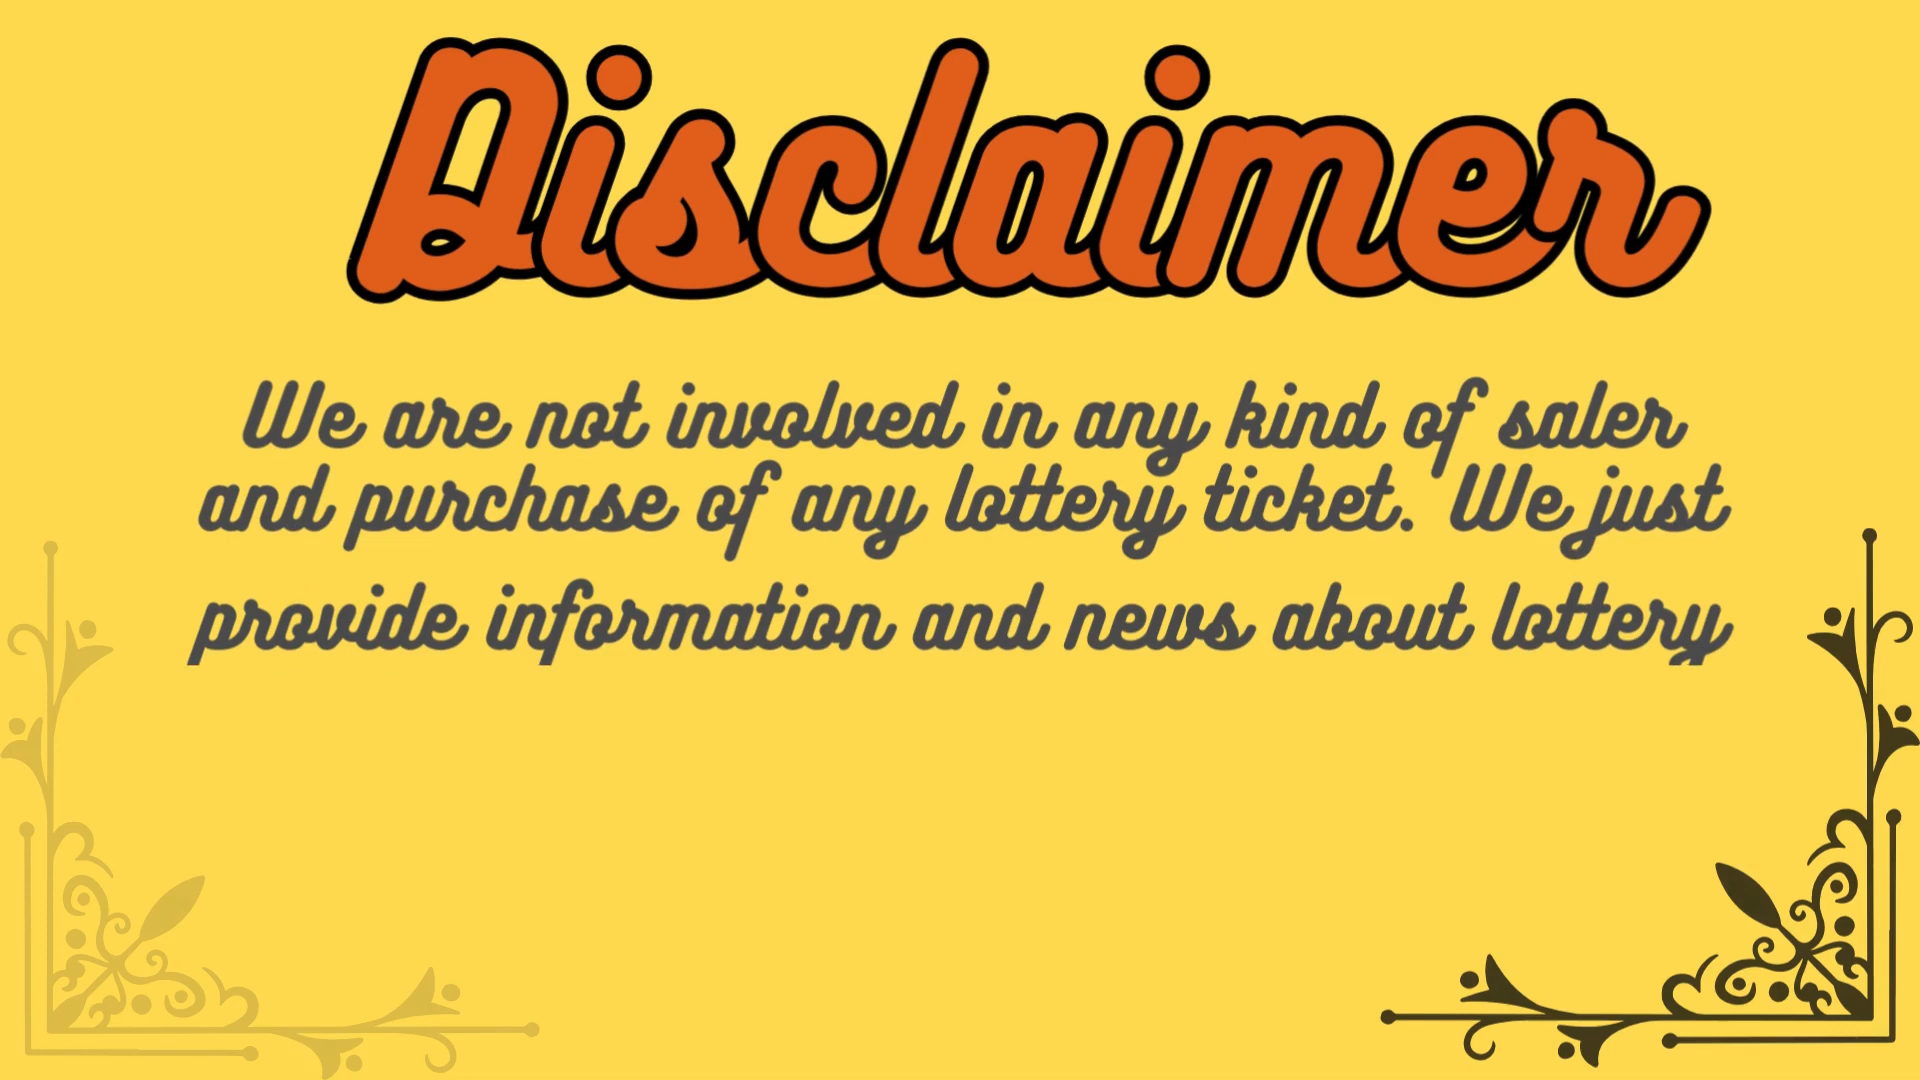 Disclaimer
We are not involved in any kind of saler
and purchase of any lottery ticket. We just
provide information and news about lottery